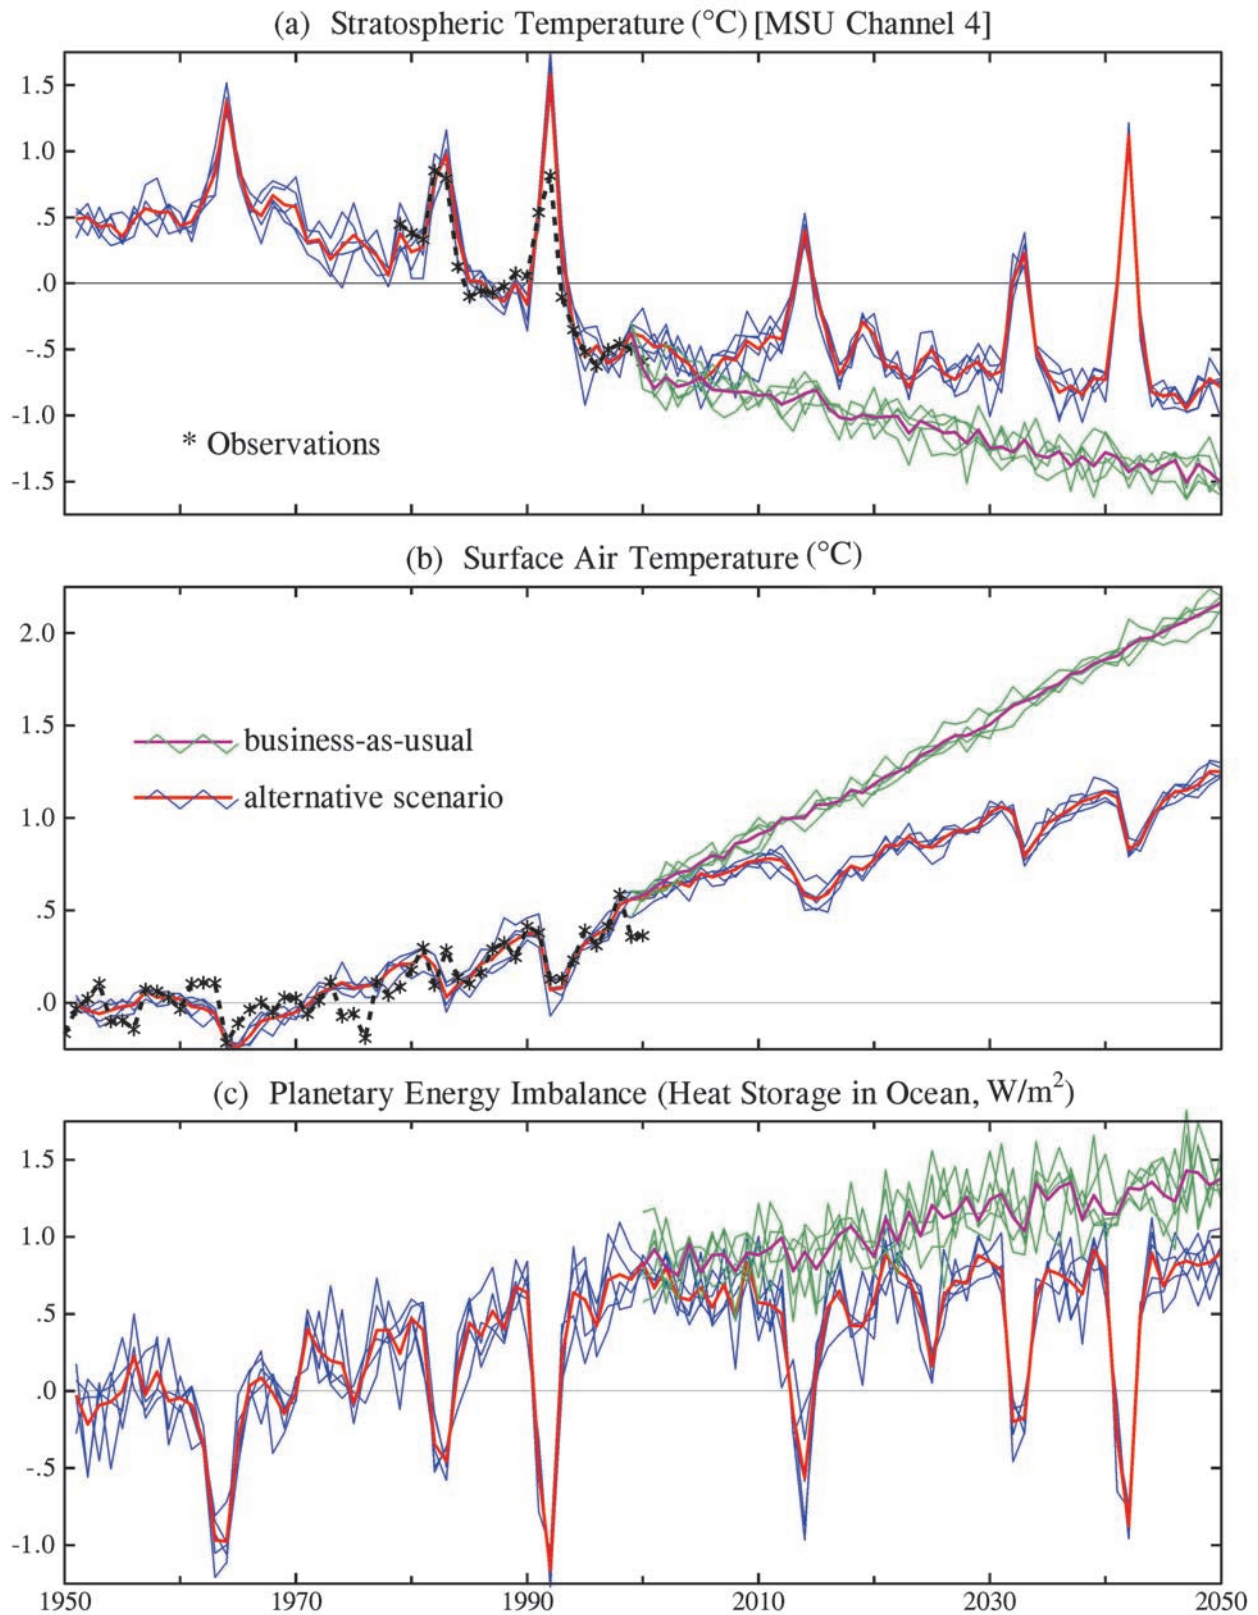 (a) Stratospheric Temperature (°C) [MSU Channel 4]
1.5
1.0
.5
.0
-.5
-1.0
-1.5
* Observations
(b) Surface Air Temperature (°C)
2.0
1.5
1.0
.5
.0
business-as-usual
alternative scenario
(c) Planetary Energy Imbalance (Heat Storage in Ocean, W/m²)
1.5
1.0
.5
.0
-.5
-1.0
1950 1970 1990 2010 2030 2050